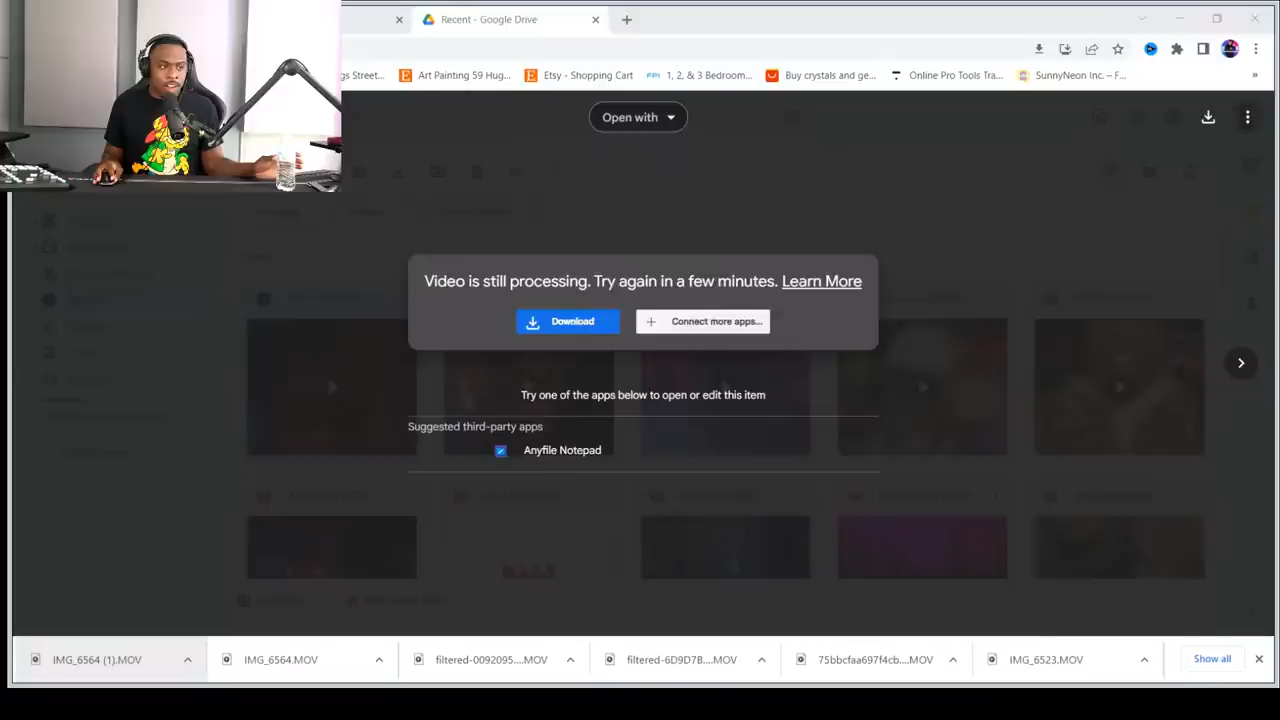 Recent - Google Drive
gs Street...
Art Painting 59 Hug...
Etsy - Shopping Cart
1, 2, & 3 Bedroom...
Buy crystals and ge...
Online Pro Tools Tra...
SunnyNeon Inc. – F...
»
Open with
Video is still processing. Try again in a few minutes. Learn More
Download
Connect more apps...
Try one of the apps below to open or edit this item
Suggested third-party apps
Anyfile Notepad
IMG_6564 (1).MOV
IMG_6564.MOV
filtered-0092095....MOV
filtered-6D9D7B....MOV
75bbcfaa697f4cb....MOV
IMG_6523.MOV
Show all